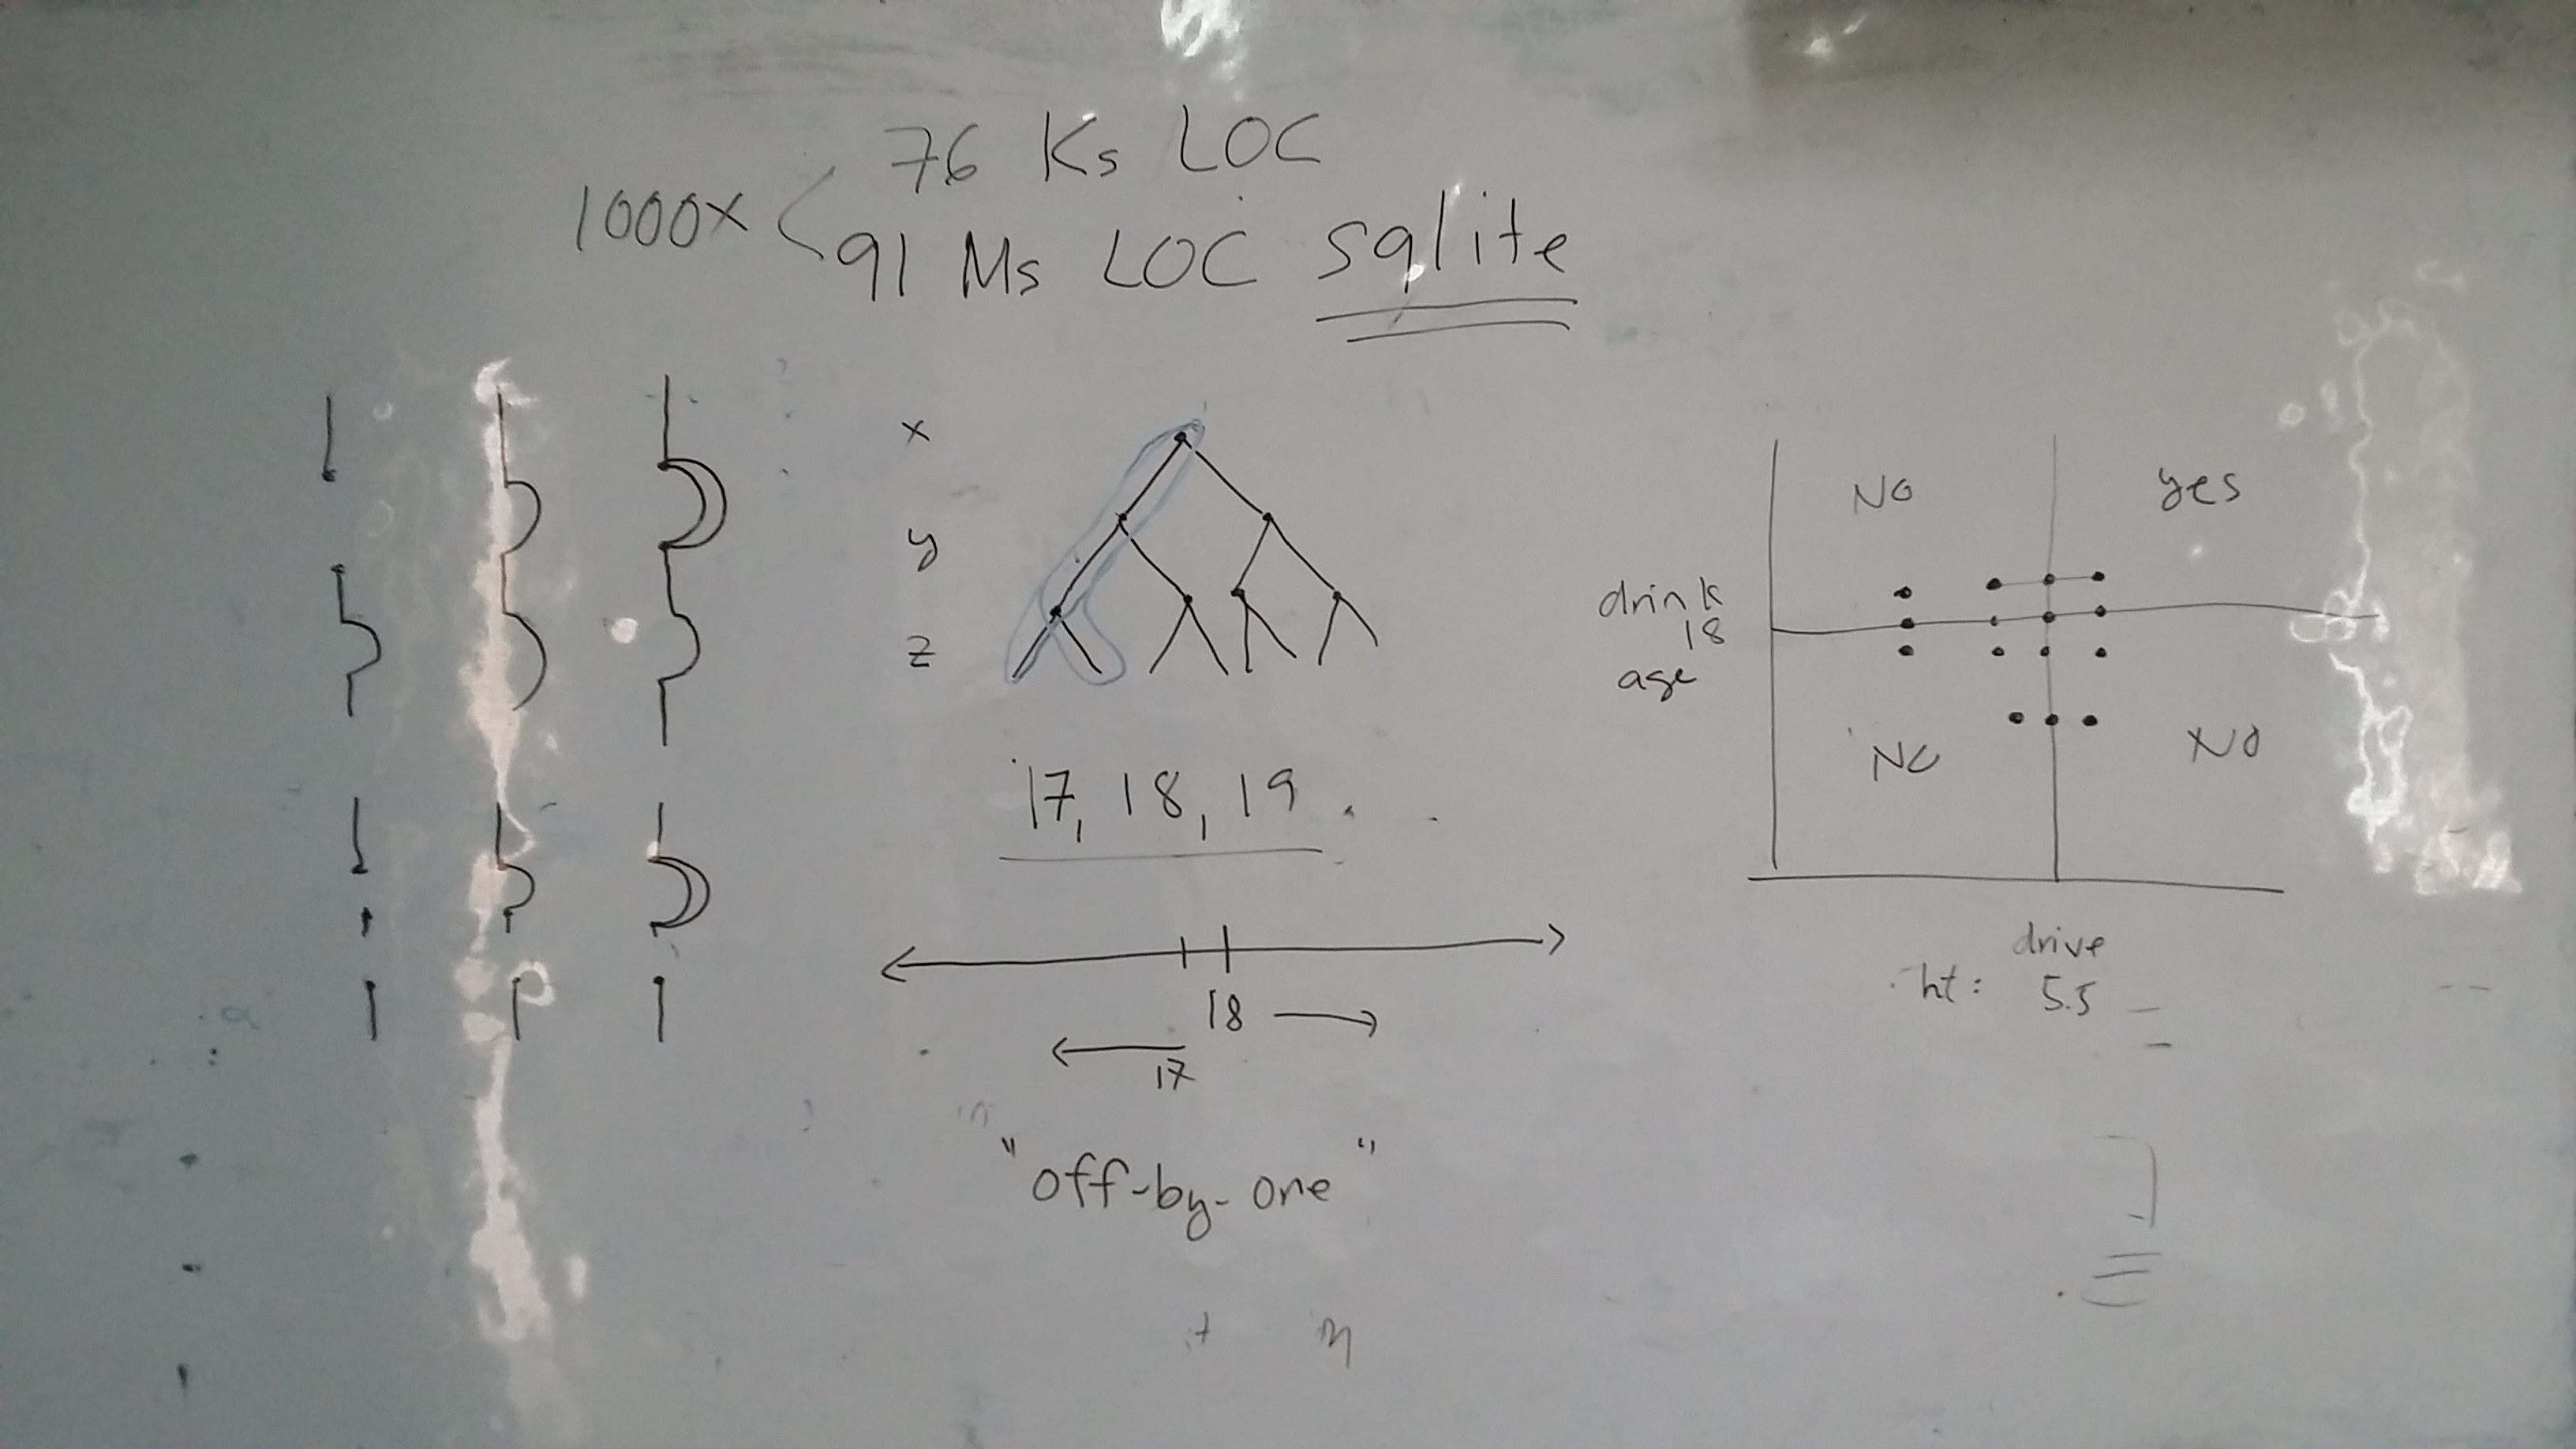 76 Ks LOC
1000x
91 Ms LOC sqlite
x
y
z
17, 18, 19
18
17
"off-by-one"
NO
yes
drink
18
age
NO
NO
drive
ht: 5.5